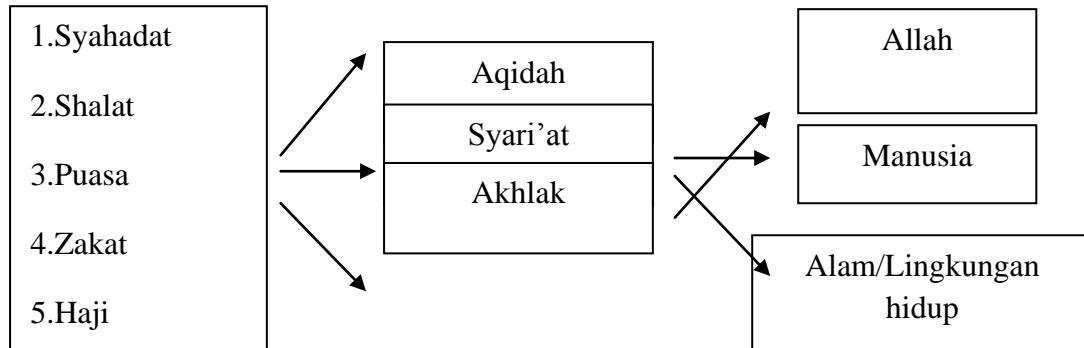 1.Syahadat
2.Shalat
3.Puasa
4.Zakat
5.Haji
Aqidah
Syari’at
Akhlak
Allah
Manusia
Alam/Lingkungan
hidup